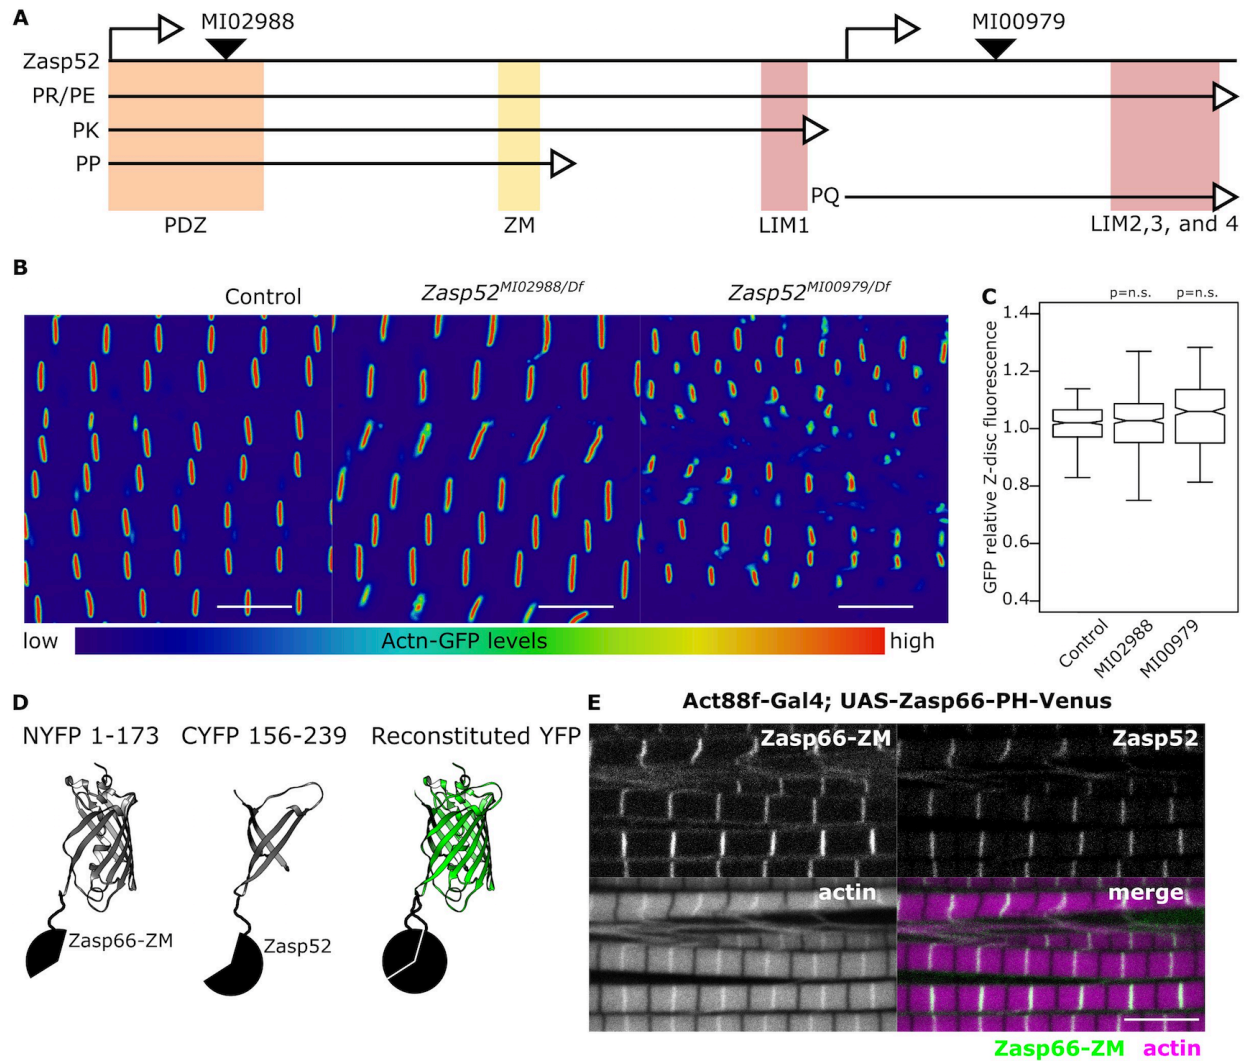 A
MI02988
MI00979
Zasp52
PR/PE
PK
PP
PQ
PDZ
ZM
LIM1
LIM2,3, and 4
B
Control
Zasp52MI02988/Df
Zasp52MI00979/Df
low
Actn-GFP levels
high
C
p=n.s.
p=n.s.
GFP relative Z-disc fluorescence
1.4
1.2
1.0
0.8
0.6
0.4
Control
MI02988
MI00979
D
NYFP 1-173
CYFP 156-239
Reconstituted YFP
Zasp66-ZM
Zasp52
E
Act88f-Gal4; UAS-Zasp66-PH-Venus
Zasp66-ZM
Zasp52
actin
merge
Zasp66-ZM actin